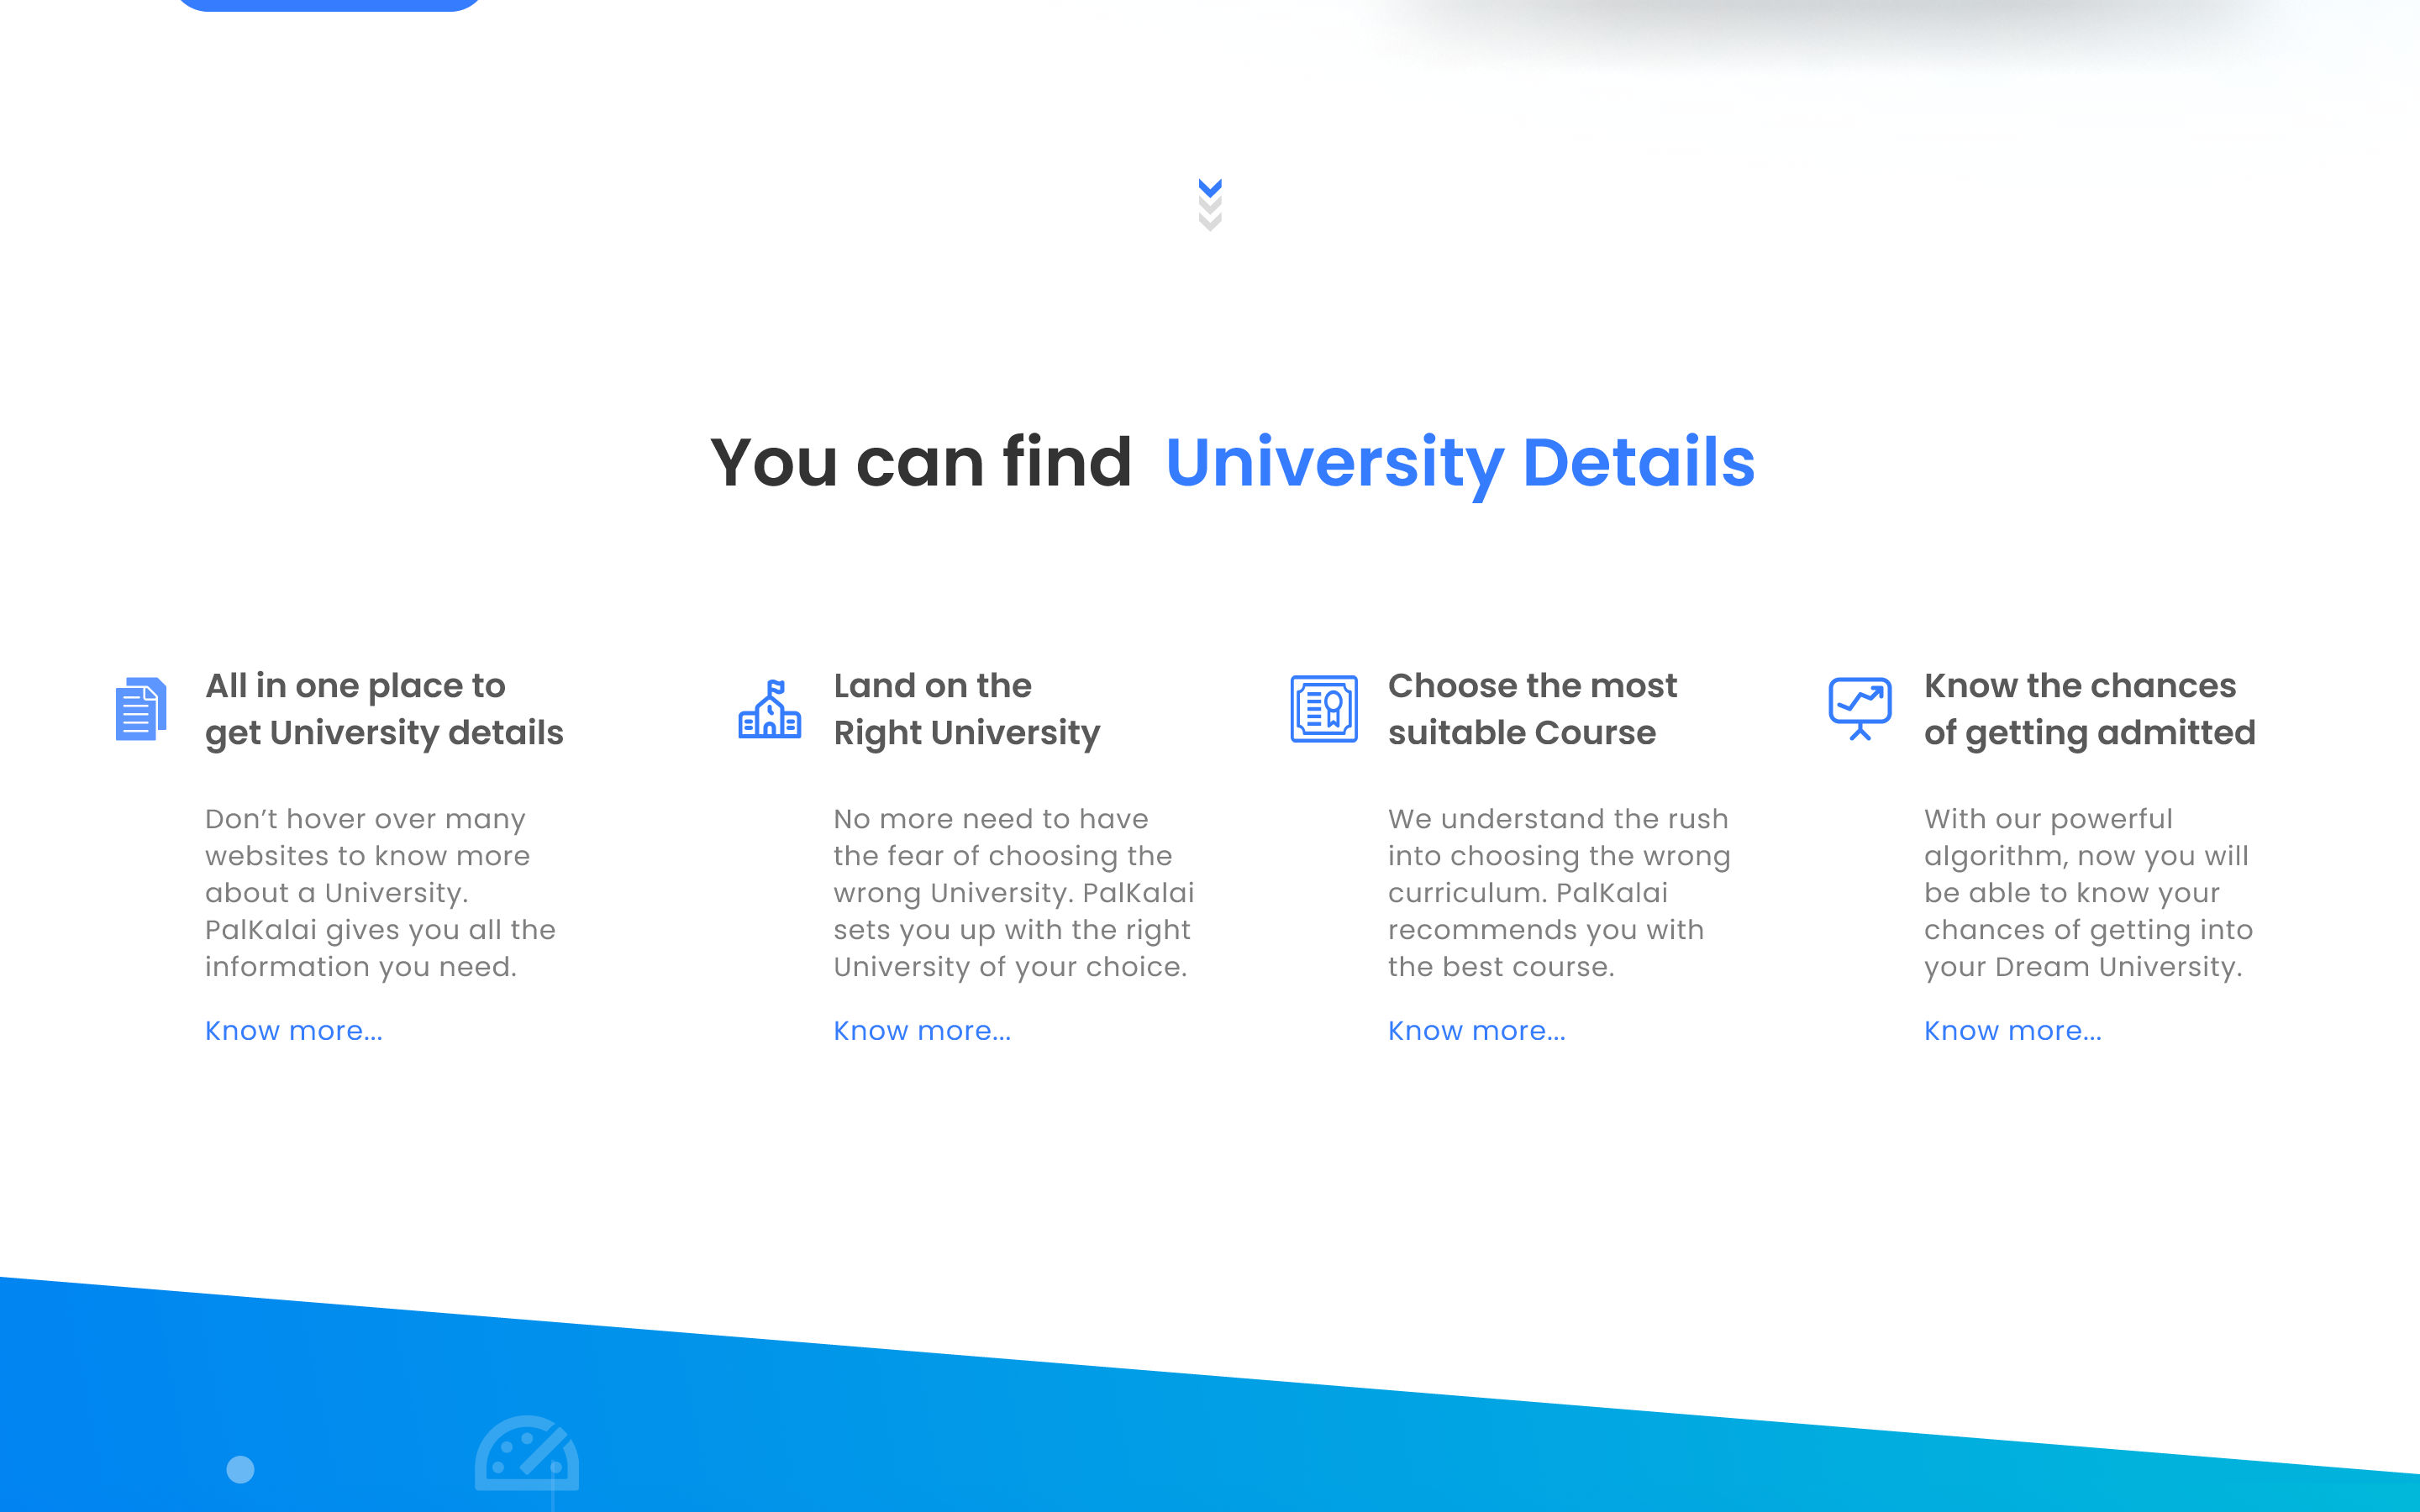 You can find University Details
All in one place to
get University details
Don’t hover over many
websites to know more
about a University.
PalKalai gives you all the
information you need.
Know more...
Land on the
Right University
No more need to have
the fear of choosing the
wrong University. PalKalai
sets you up with the right
University of your choice.
Know more...
Choose the most
suitable Course
We understand the rush
into choosing the wrong
curriculum. PalKalai
recommends you with
the best course.
Know more...
Know the chances
of getting admitted
With our powerful
algorithm, now you will
be able to know your
chances of getting into
your Dream University.
Know more...